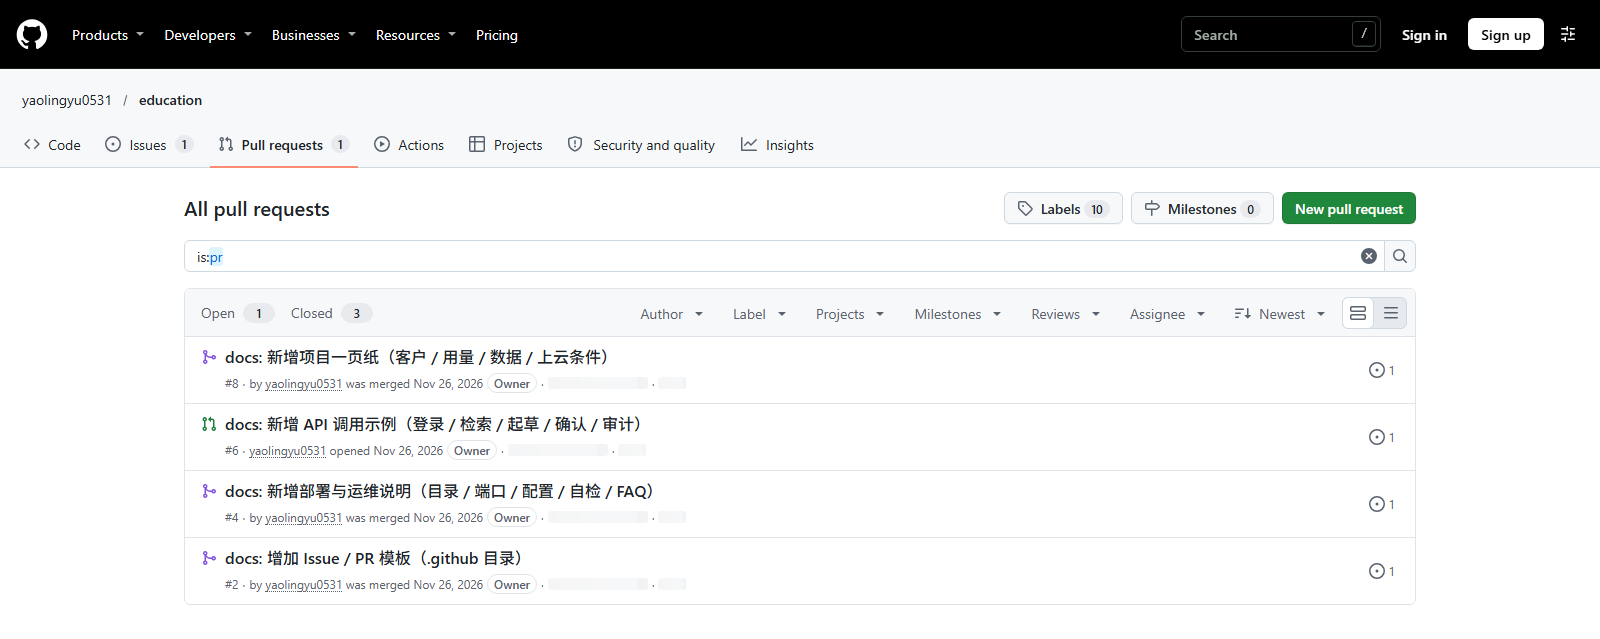 Products Developers Businesses Resources Pricing Search / Sign in Sign up
yaolingyu0531 / education
Code Issues 1 Pull requests 1 Actions Projects Security and quality Insights
All pull requests Labels 10 Milestones 0 New pull request
is:pr
Open 1 Closed 3 Author Label Projects Milestones Reviews Assignee Newest
docs: 新增项目一页纸（客户 / 用量 / 数据 / 上云条件） 1
#8 · by yaolingyu0531 was merged Nov 26, 2026 Owner · ·
docs: 新增 API 调用示例（登录 / 检索 / 起草 / 确认 / 审计） 1
#6 · yaolingyu0531 opened Nov 26, 2026 Owner · ·
docs: 新增部署与运维说明（目录 / 端口 / 配置 / 自检 / FAQ） 1
#4 · by yaolingyu0531 was merged Nov 26, 2026 Owner · ·
docs: 增加 Issue / PR 模板（.github 目录） 1
#2 · by yaolingyu0531 was merged Nov 26, 2026 Owner · ·